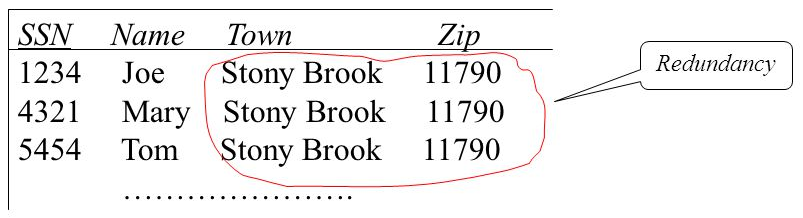 SSN Name Town Zip
1234 Joe Stony Brook 11790
4321 Mary Stony Brook 11790
5454 Tom Stony Brook 11790
………………….
Redundancy